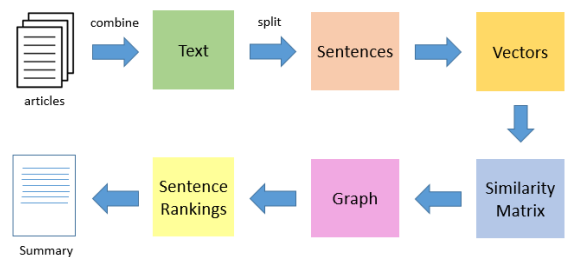 combine
split
Text
Sentences
Vectors
articles
Sentence
Rankings
Graph
Similarity
Matrix
Summary